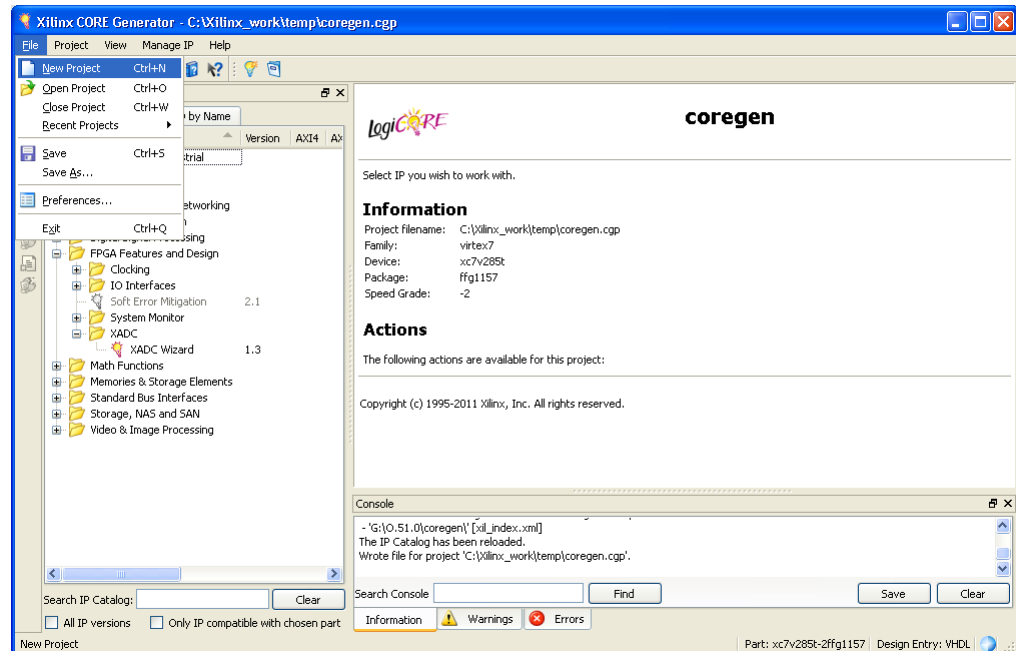 Xilinx CORE Generator - C:\Xilinx_work\temp\coregen.cgp
File Project View Manage IP Help
New Project Ctrl+N
Open Project Ctrl+O
Close Project Ctrl+W
Recent Projects
Save Ctrl+S
Save As...
Preferences...
Exit Ctrl+Q
by Name
Version AXI4
trial
etworking
FPGA Features and Design
Clocking
IO Interfaces
Soft Error Mitigation 2.1
System Monitor
XADC
XADC Wizard 1.3
Math Functions
Memories & Storage Elements
Standard Bus Interfaces
Storage, NAS and SAN
Video & Image Processing
Search IP Catalog: Clear
All IP versions Only IP compatible with chosen part
logiCORE
coregen
Select IP you wish to work with.
Information
Project filename: C:\Xilinx_work\temp\coregen.cgp
Family: virtex7
Device: xc7v285t
Package: ffg1157
Speed Grade: -2
Actions
The following actions are available for this project:
Copyright (c) 1995-2011 Xilinx, Inc. All rights reserved.
Console
- 'G:\O.51.0\coregen\' [xil_index.xml]
The IP Catalog has been reloaded.
Wrote file for project 'C:\Xilinx_work\temp\coregen.cgp'.
Search Console Find Save Clear
Information Warnings Errors
New Project
Part: xc7v285t-2ffg1157 Design Entry: VHDL